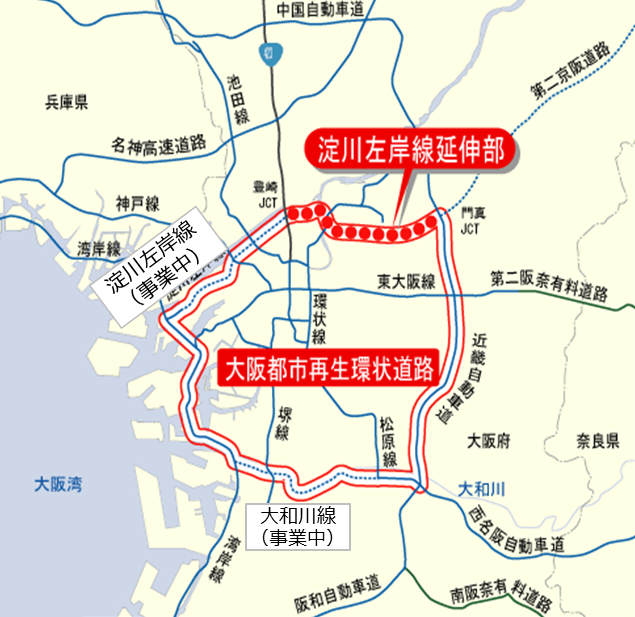 中国自動車道
池田線
兵庫県
第二京阪道路
名神高速道路
淀川左岸線延伸部
豊崎
JCT
神戸線
門真
JCT
湾岸線
淀川左岸線
(事業中)
東大阪線
第二阪奈有料道路
環状線
大阪都市再生環状道路
近畿自動車道
堺線
松原線
大阪府
奈良県
大阪湾
大和川
大和川線
(事業中)
西名阪自動車道
湾岸線
阪和自動車道
南阪奈有料道路